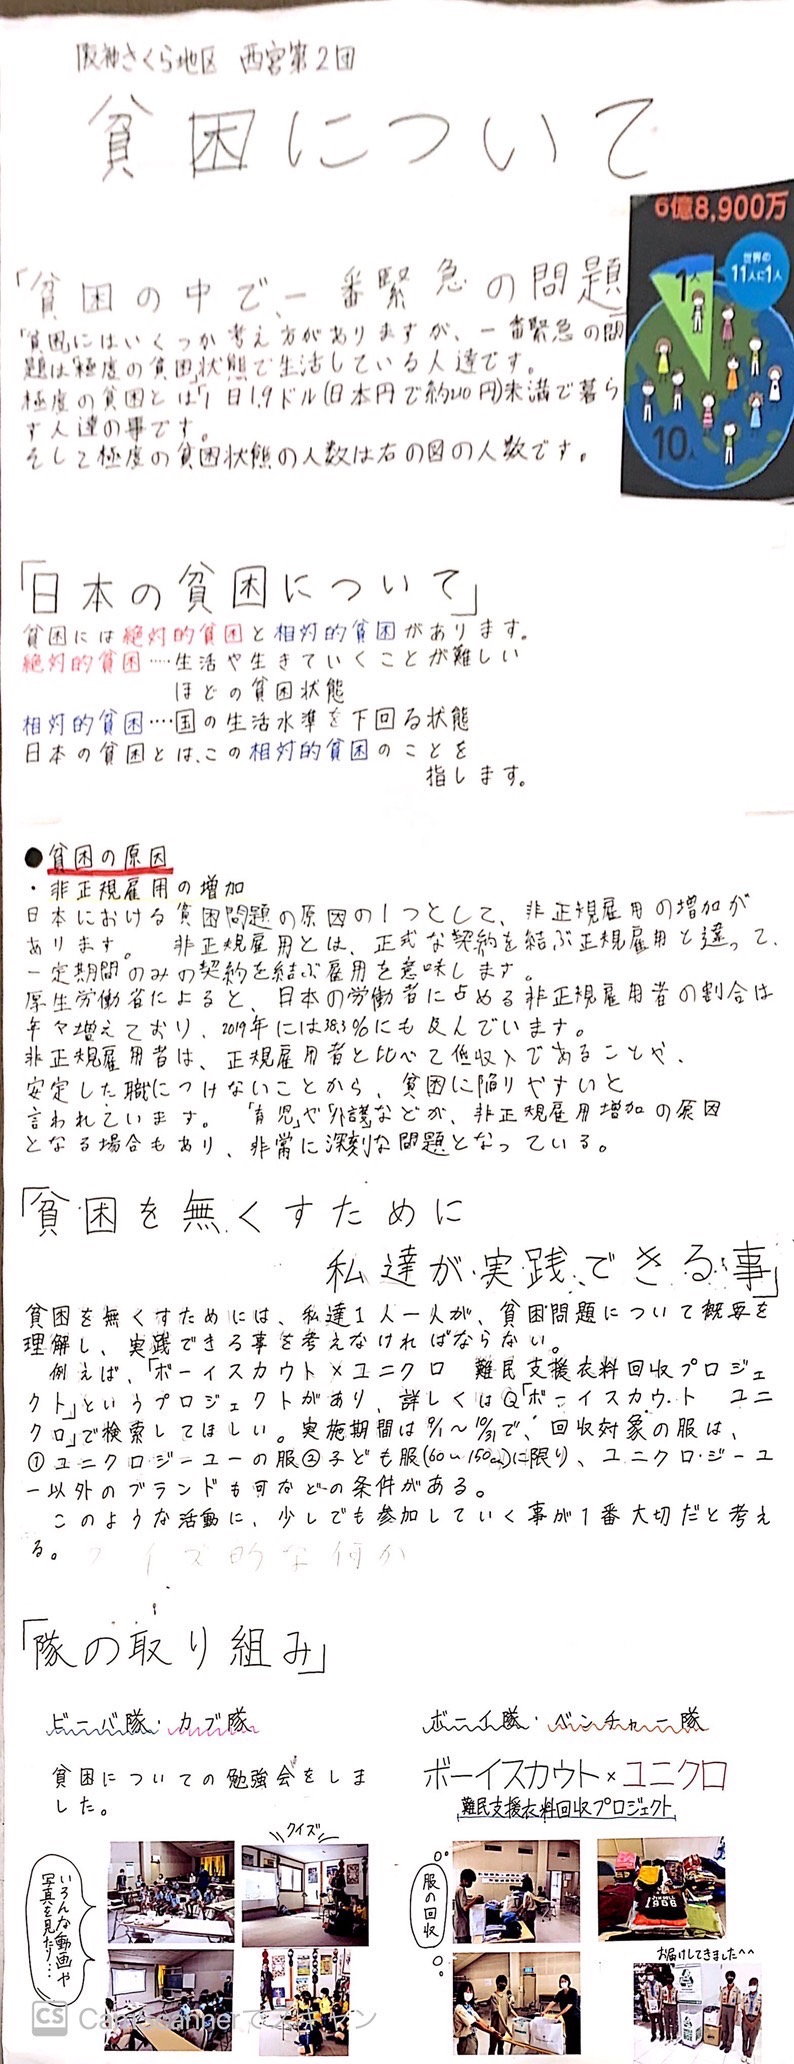 阪神さくら地区 西宮第2団
貧困について
6億8,900万
世界の
11人に1人
1人
10人
「貧困の中で、一番緊急の問題」
「貧困にはいくつか考え方がありますが、一番緊急の問
題は「極度の貧困」状態で生活している人達です。
極度の貧困とは「1日1.9ドル(日本円で約210円)未満で暮ら
す人達の事です。
そして極度の貧困状態の人数は右の図の人数です。
「日本の貧困について」
貧困には絶対的貧困と相対的貧困があります。
絶対的貧困‥‥生活や生きていくことが難しい
ほどの貧困状態
相対的貧困‥‥国の生活水準を下回る状態
日本の貧困とは、この相対的貧困のことを
指します。
●貧困の原因
・非正規雇用の増加
日本における貧困問題の原因の1つとして、非正規雇用の増加が
あります。 非正規雇用とは、正式な契約を結ぶ正規雇用と違って、
一定期間のみの契約を結ぶ雇用を意味します。
厚生労働省によると、日本の労働者に占める非正規雇用者の割合は
年々増えており、2019年には38.3%にも及んでいます。
非正規雇用者は、正規雇用者と比べて低収入であることや、
安定した職につけないことから、貧困に陥りやすいと
言われています。 「育児」や「介護」などが、非正規雇用増加の原因
となる場合もあり、非常に深刻な問題となっている。
「貧困を無くすために
私達が実践できる事」
貧困を無くすためには、私達1人一人が、貧困問題について概要を
理解し、実践できる事を考えなければならない。
例えば、「ボーイスカウト×ユニクロ 難民支援衣料回収プロジェ
クト」というプロジェクトがあり、詳しくはQ「ボーイスカウト ユニ
クロ」で検索してほしい。実施期間は9/1～10/31で、回収対象の服は、
①ユニクロ・ジーユーの服②子ども服(60～150cm)に限り、ユニクロ・ジーユ
ー以外のブランドも可などの条件がある。
このような活動に、少しでも参加していく事が1番大切だと考え
る。 クイズ的な何か
「隊の取り組み」
ビーバー隊・カブ隊
貧困についての勉強会をしま
した。
クイズ
いろんな動画や
写真を見たり…
ボーイ隊・ベンチャー隊
ボーイスカウト×ユニクロ
難民支援衣料回収プロジェクト
服の回収
お届けしてきました^^
CS CamScannerでスキャン